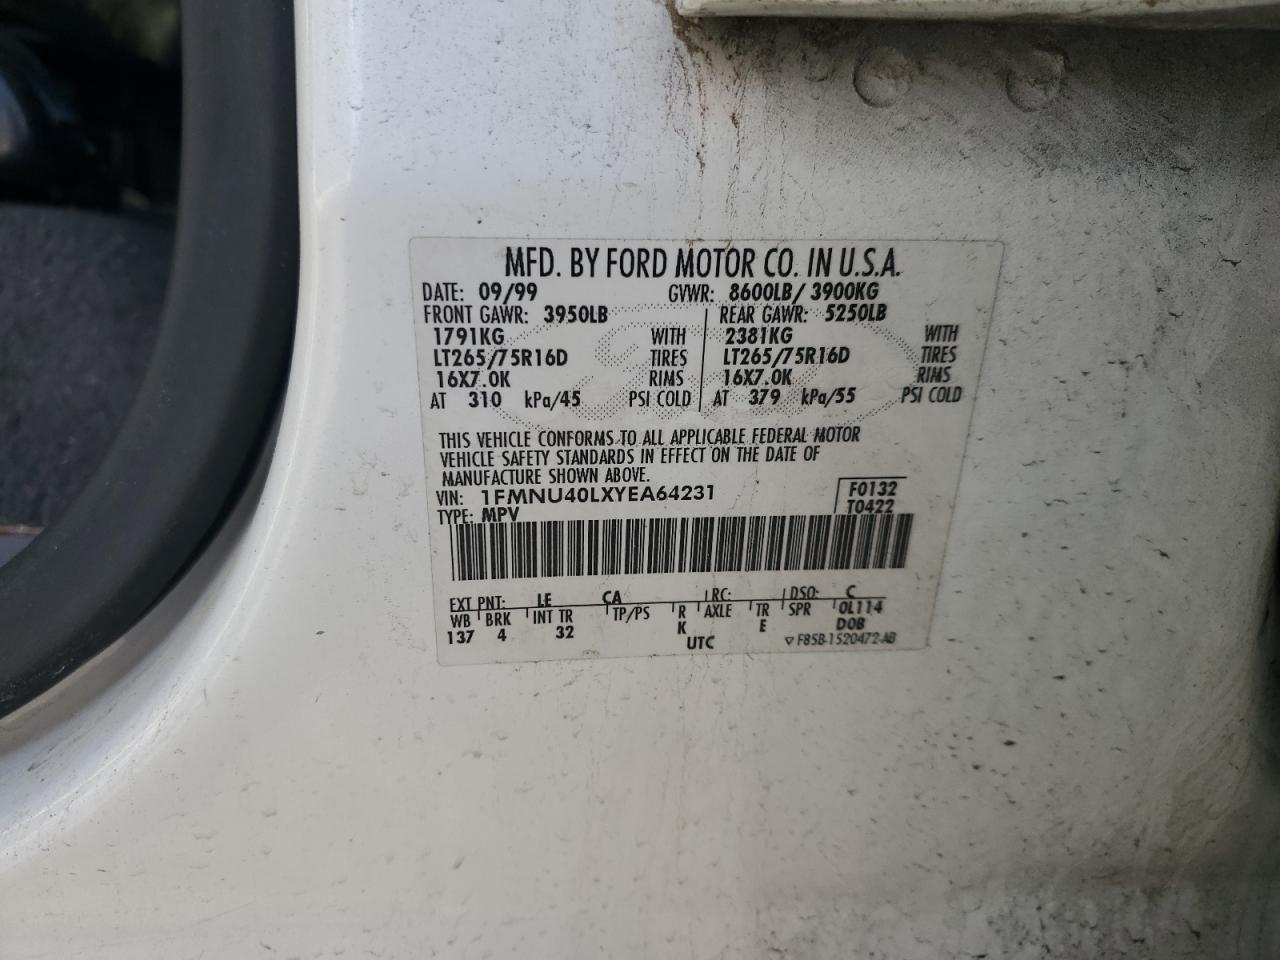 MFD. BY FORD MOTOR CO. IN U.S.A.
DATE: 09/99 GVWR: 8600LB/ 3900KG
FRONT GAWR: 3950LB REAR GAWR: 5250LB
1791KG WITH 2381KG WITH
LT265/75R16D TIRES LT265/75R16D TIRES
16X7.0K RIMS 16X7.0K RIMS
AT 310 kPa/45 PSI COLD AT 379 kPa/55 PSI COLD
THIS VEHICLE CONFORMS TO ALL APPLICABLE FEDERAL MOTOR
VEHICLE SAFETY STANDARDS IN EFFECT ON THE DATE OF
MANUFACTURE SHOWN ABOVE.
VIN: 1FMNU40LXYEA64231 F0132
TYPE: MPV T0422
EXT PNT: LE CA RC: DSO: C
WB BRK INT TR TP/PS R AXLE TR SPR 0L114
137 4 32 K E D0B
UTC F85B-1520472-AB